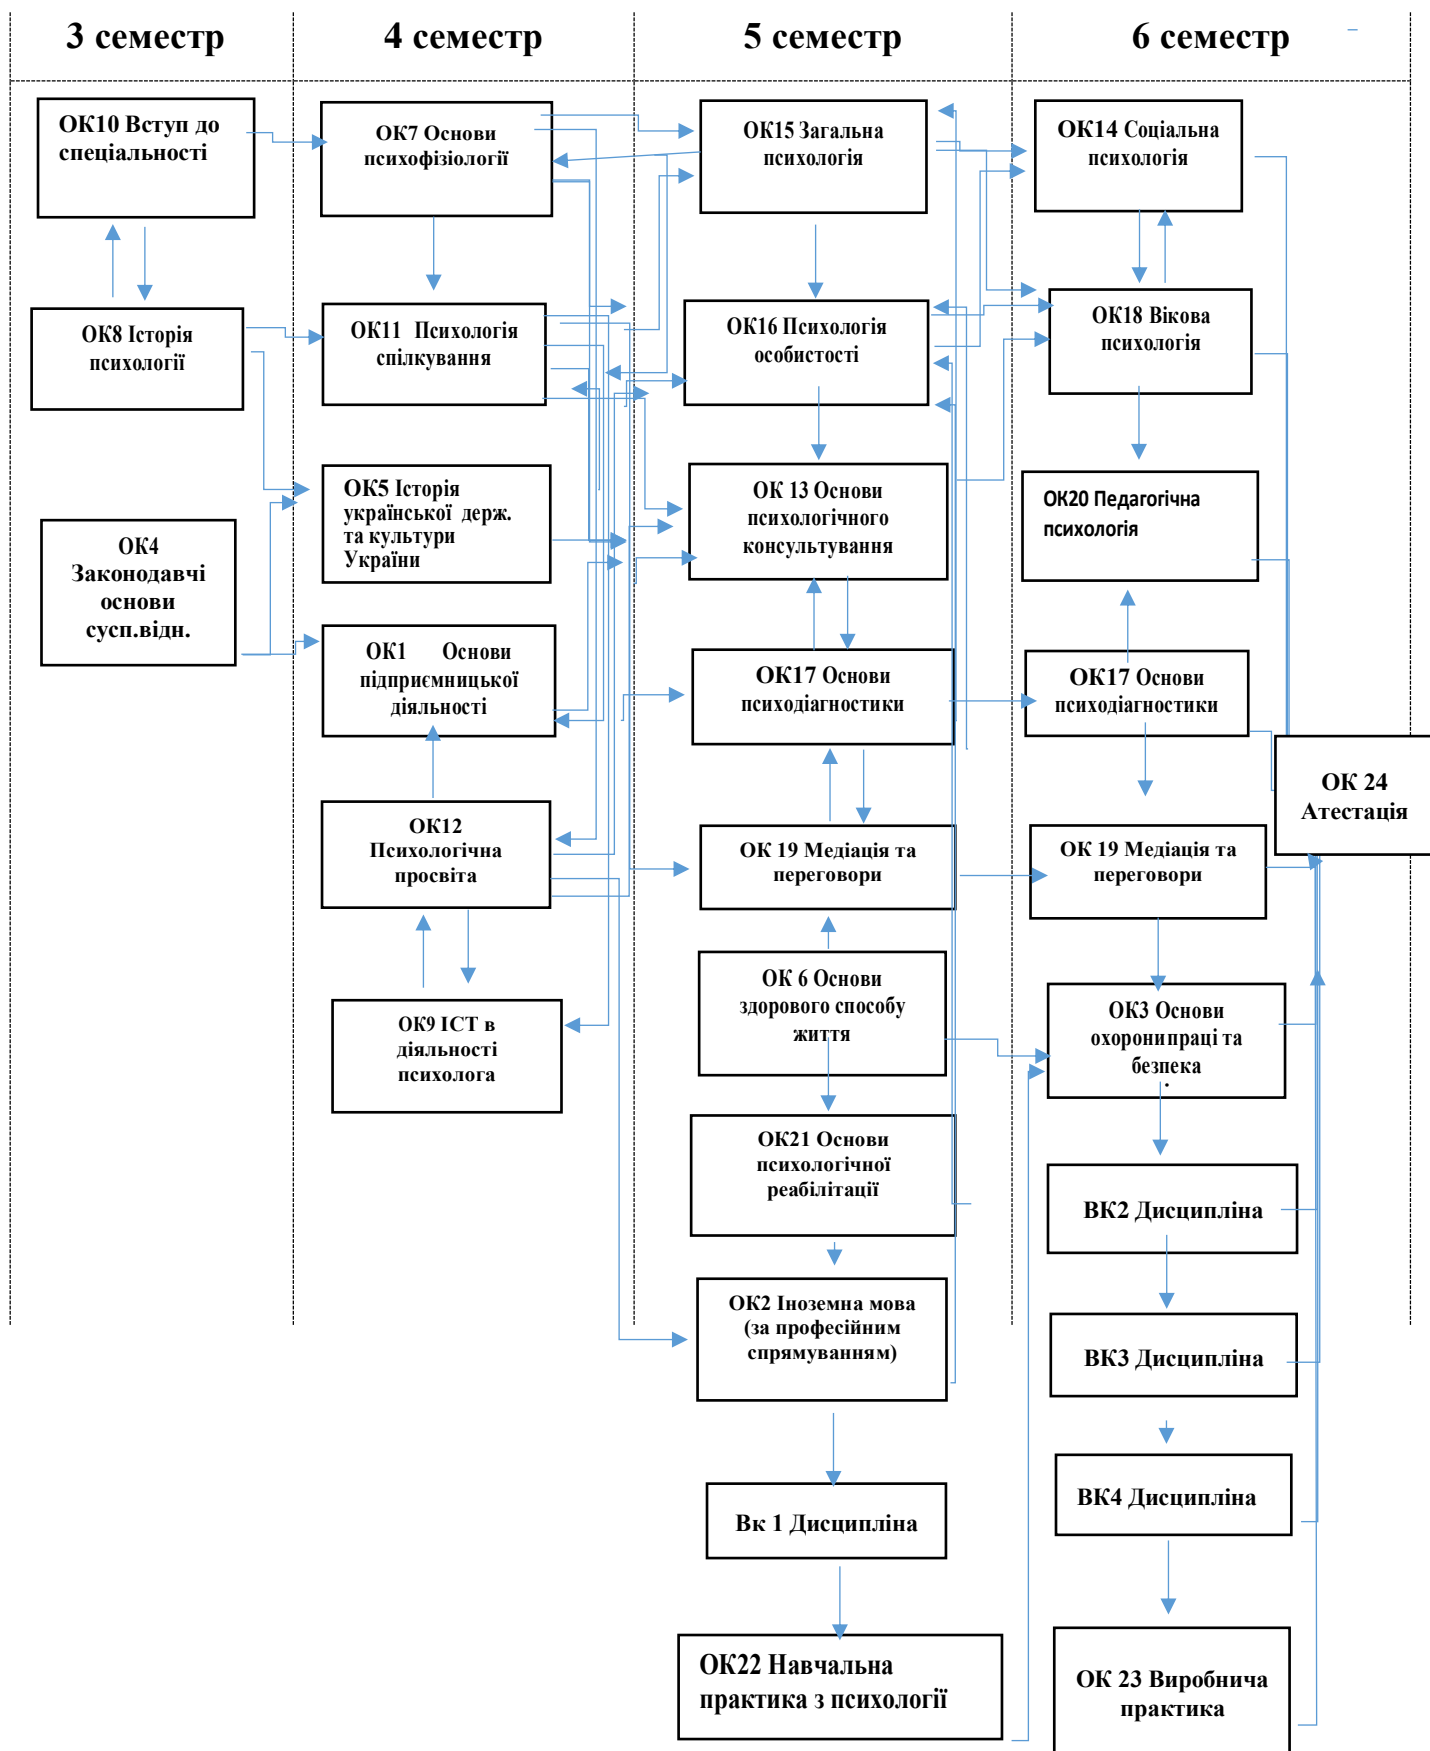 3 семестр
4 семестр
5 семестр
6 семестр
ОК10 Вступ до
спеціальності
ОК8 Історія
психології
ОК4
Законодавчі
основи
сусп.відн.
ОК7 Основи
психофізіології
ОК11 Психологія
спілкування
ОК5 Історія
української держ.
та культури
України
ОК1 Основи
підприємницької
діяльності
ОК12
Психологічна
просвіта
ОК9 ІСТ в
діяльності
психолога
ОК15 Загальна
психологія
ОК16 Психологія
особистості
ОК 13 Основи
психологічного
консультування
ОК17 Основи
психодіагностики
ОК 19 Медіація та
переговори
ОК 6 Основи
здорового способу
життя
ОК21 Основи
психологічної
реабілітації
ОК2 Іноземна мова
(за професійним
спрямуванням)
Вк 1 Дисципліна
ОК22 Навчальна
практика з психології
ОК14 Соціальна
психологія
ОК18 Вікова
психологія
ОК20 Педагогічна
психологія
ОК17 Основи
психодіагностики
ОК 19 Медіація та
переговори
ОК3 Основи
охорони праці та
безпека
.
ВК2 Дисципліна
ВК3 Дисципліна
ВК4 Дисципліна
ОК 23 Виробнича
практика
ОК 24
Атестація